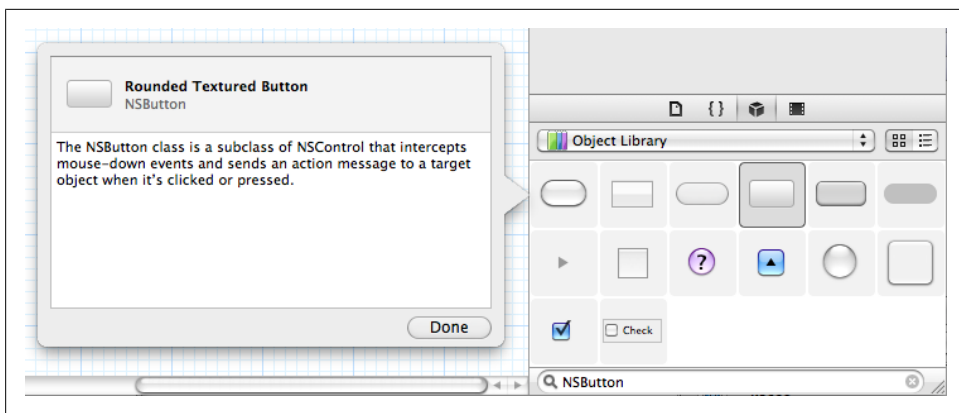 Rounded Textured Button
NSButton
The NSButton class is a subclass of NSControl that intercepts
mouse-down events and sends an action message to a target
object when it's clicked or pressed.
Done
{ }
Object Library
?
Check
NSButton